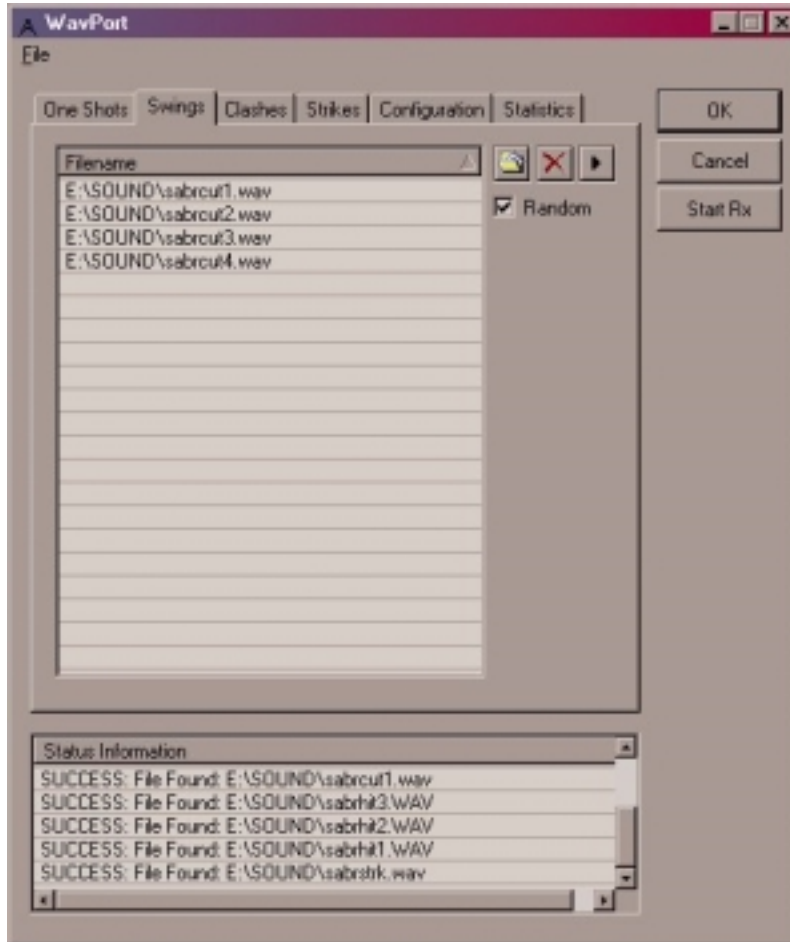 WavPort
File
One Shots Swings Clashes Strikes Configuration Statistics
OK
Cancel
Start Rx
Filename
Random
E:\SOUND\sabrcut1.wav
E:\SOUND\sabrcut2.wav
E:\SOUND\sabrcut3.wav
E:\SOUND\sabrcut4.wav
Status Information
SUCCESS: File Found: E:\SOUND\sabrcut1.wav
SUCCESS: File Found: E:\SOUND\sabrhit3.WAV
SUCCESS: File Found: E:\SOUND\sabrhit2.WAV
SUCCESS: File Found: E:\SOUND\sabrhit1.WAV
SUCCESS: File Found: E:\SOUND\sabrstrk.wav